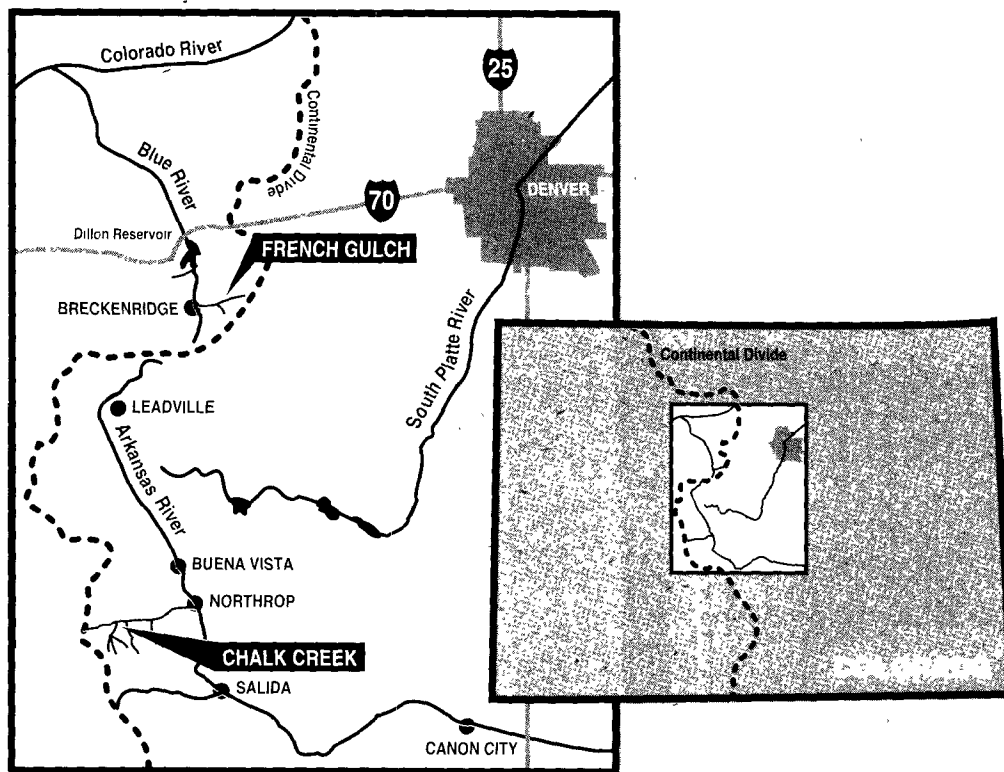 Colorado River
25
Continental Divde
Blue River
70
DENVER
Dillon Reservoir
FRENCH GULCH
BRECKENRIDGE
South Platte River
Continental Divide
LEADVILLE
Arkansas River
BUENA VISTA
NORTHROP
CHALK CREEK
SALIDA
CANON CITY